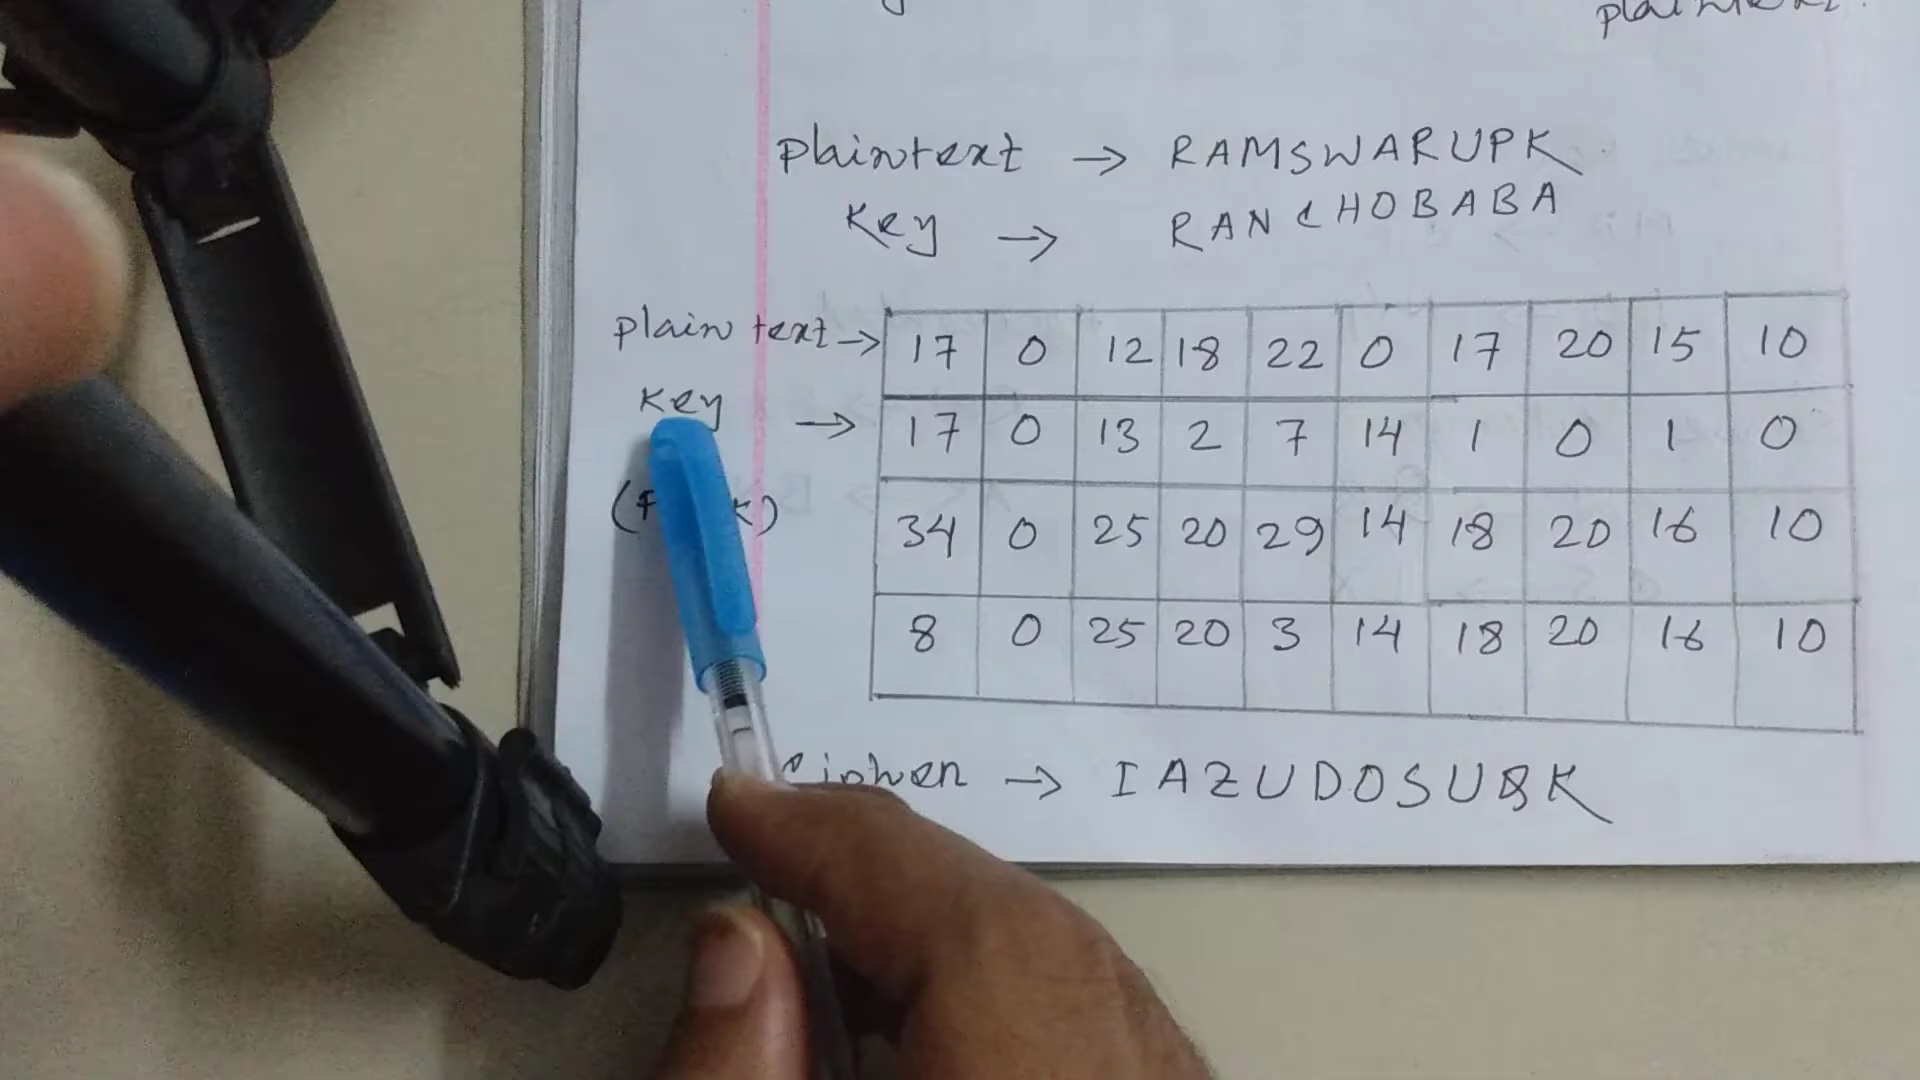 plaintext → RAMSWARUPK
Key → RANCHOBABA
plain text → 17 0 12 18 22 0 17 20 15 10
Key → 17 0 13 2 7 14 1 0 1 0
34 0 25 20 29 14 18 20 16 10
8 0 25 20 3 14 18 20 16 10
→ IAZUDOSUQK